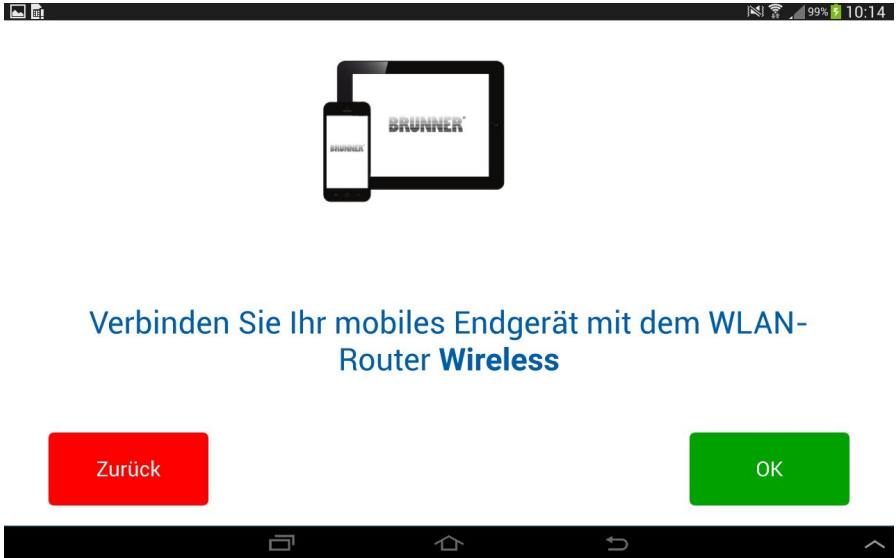 99% 10:14
BRUNNER®
BRUNNER
Verbinden Sie Ihr mobiles Endgerät mit dem WLAN-
Router Wireless
Zurück
OK